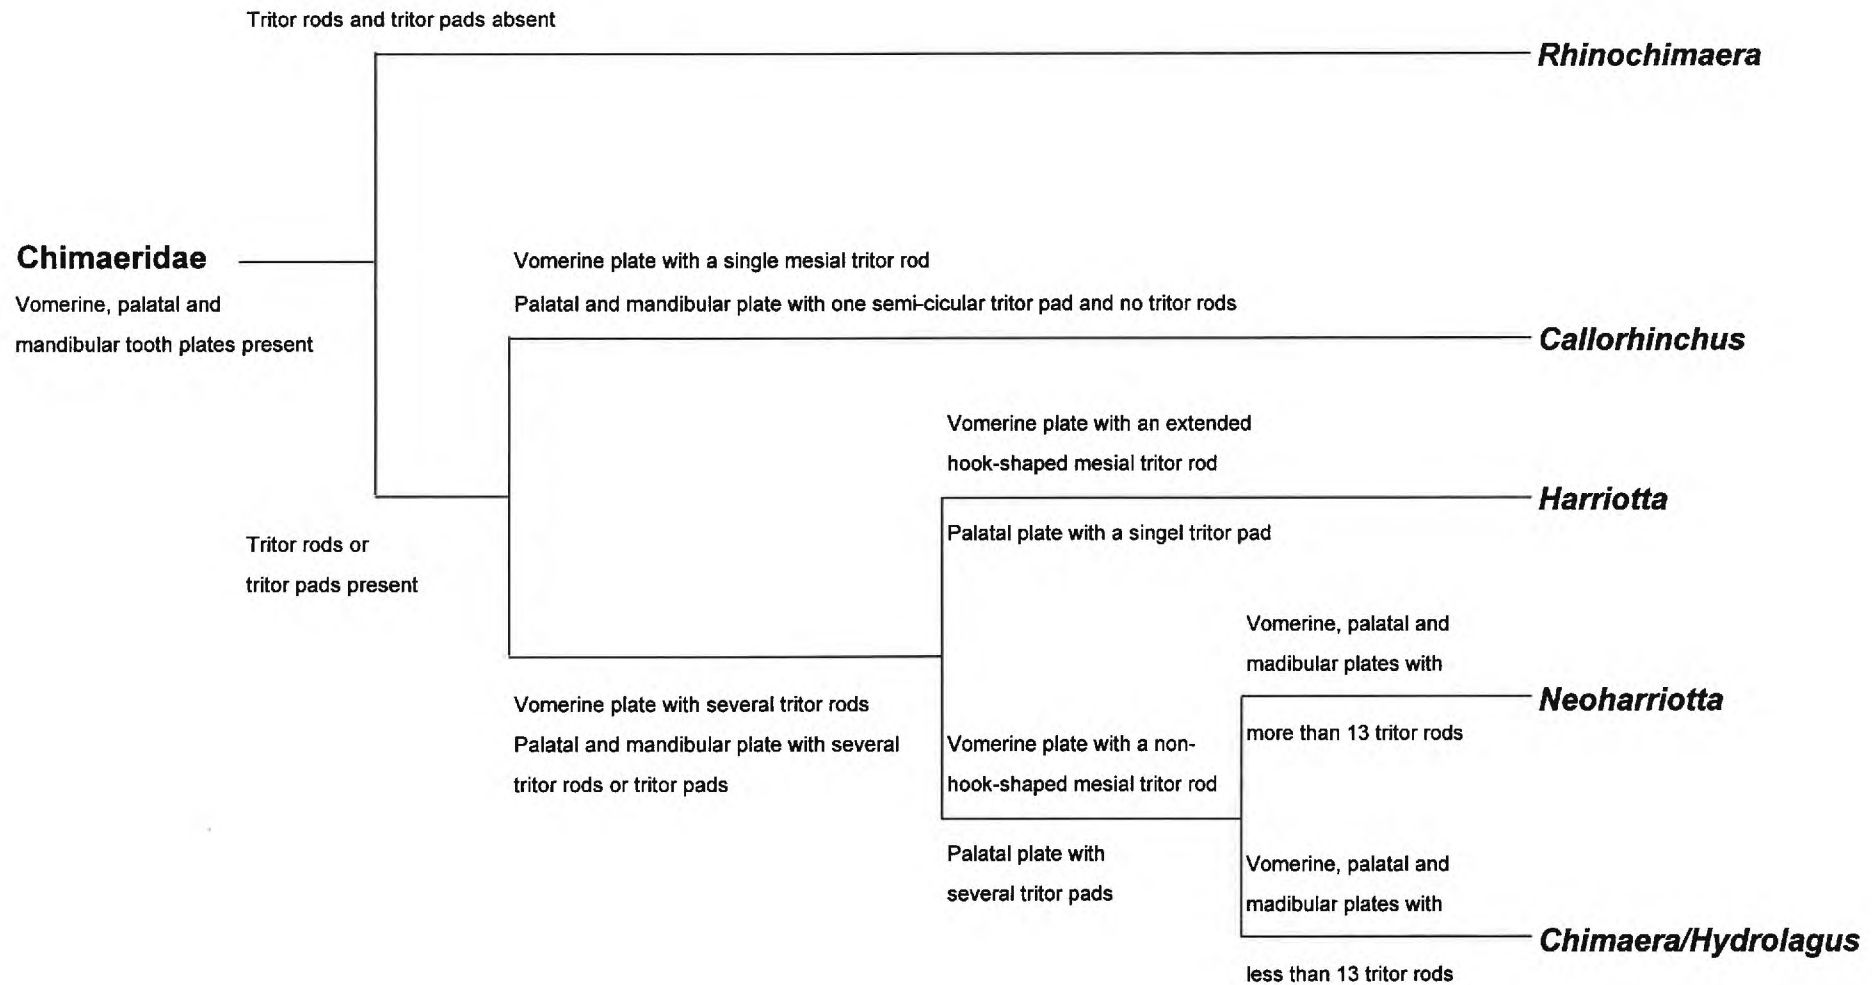 Tritor rods and tritor pads absent
Rhinochimaera
Chimaeridae
Vomerine, palatal and
mandibular tooth plates present
Vomerine plate with a single mesial tritor rod
Palatal and mandibular plate with one semi-cicular tritor pad and no tritor rods
Callorhinchus
Vomerine plate with an extended
hook-shaped mesial tritor rod
Harriotta
Palatal plate with a singel tritor pad
Tritor rods or
tritor pads present
Vomerine plate with several tritor rods
Palatal and mandibular plate with several
tritor rods or tritor pads
Vomerine plate with a non-
hook-shaped mesial tritor rod
Palatal plate with
several tritor pads
Vomerine, palatal and
madibular plates with
Neoharriotta
more than 13 tritor rods
Vomerine, palatal and
madibular plates with
Chimaera/Hydrolagus
less than 13 tritor rods